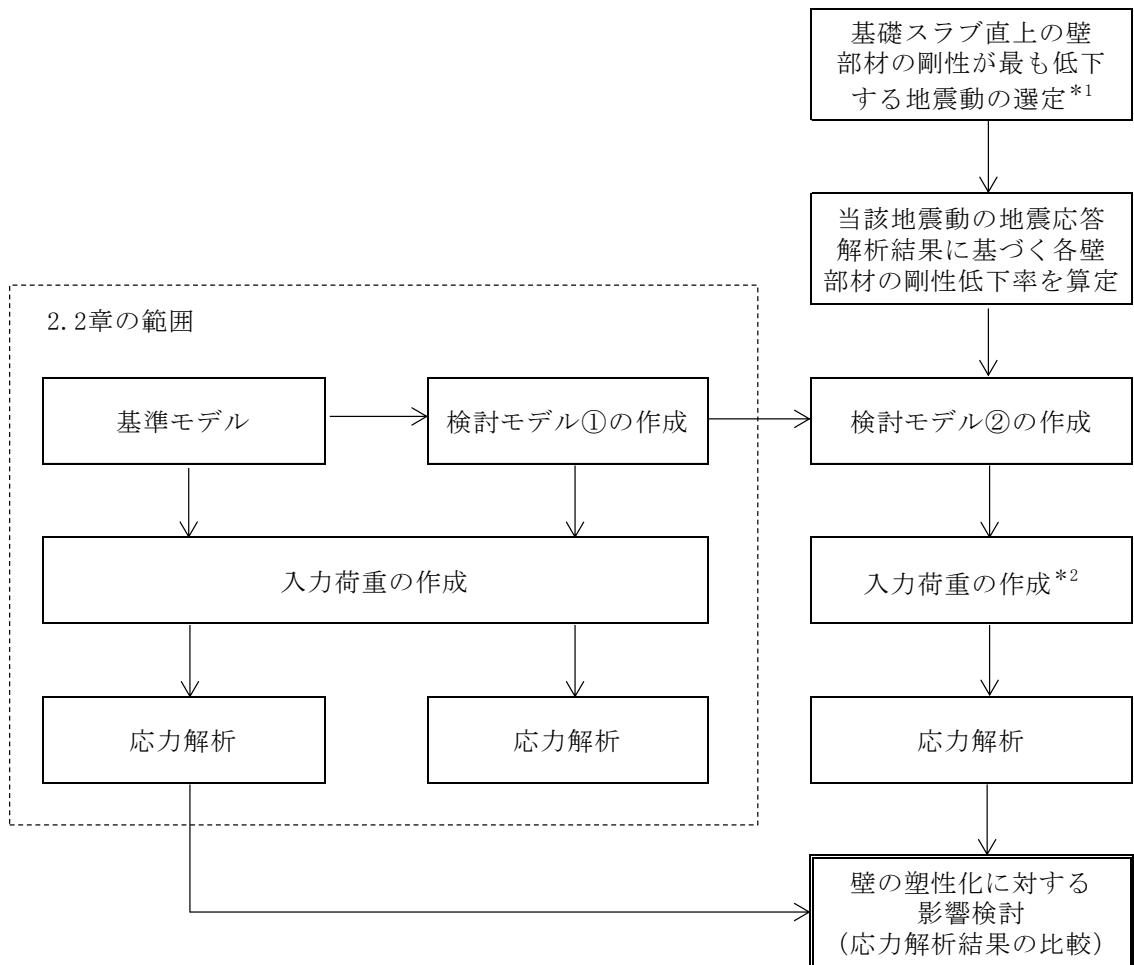 基礎スラブ直上の壁
部材の剛性が最も低下
する地震動の選定*1
当該地震動の地震応答
解析結果に基づく各壁
部材の剛性低下率を算定
2.2章の範囲
基準モデル
検討モデル①の作成
検討モデル②の作成
入力荷重の作成
入力荷重の作成*2
応力解析
応力解析
応力解析
壁の塑性化に対する
影響検討
(応力解析結果の比較)